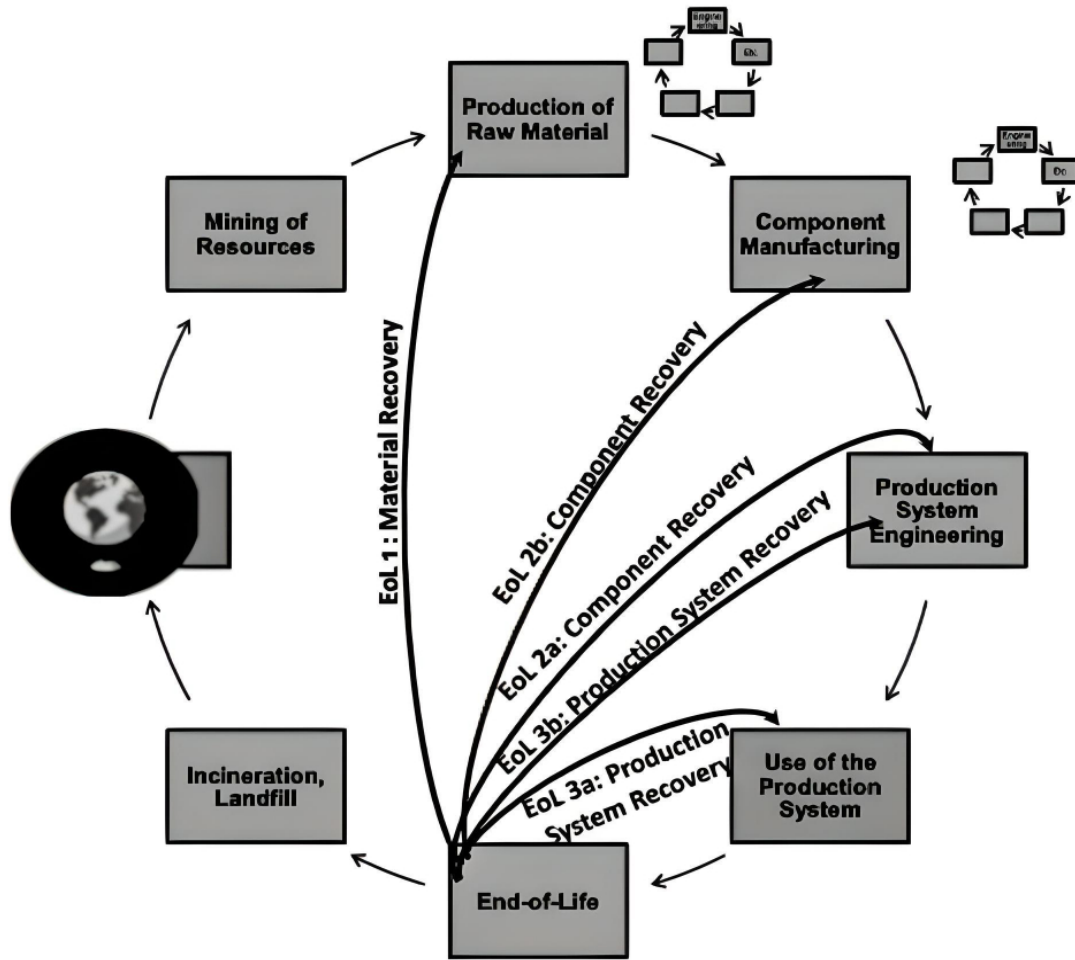 Production of
Raw Material
Mining of
Resources
Component
Manufacturing
EoL 1: Material Recovery
EoL 2b: Component Recovery
EoL 2a: Component Recovery
EoL 3b: Production System Recovery
Production
System
Engineering
EoL 3a: Production
System Recovery
Use of the
Production
System
Incineration,
Landfill
End-of-Life